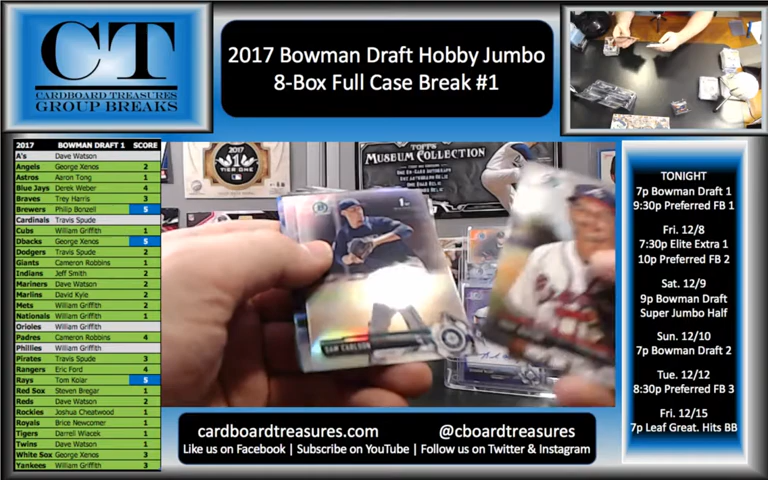 CT
CARDBOARD TREASURES
GROUP BREAKS
2017 Bowman Draft Hobby Jumbo
8-Box Full Case Break #1
2017 BOWMAN DRAFT 1 SCORE
A's Dave Watson
Angels George Xenos 2
Astros Aaron Tong 1
Blue Jays Derek Weber 4
Braves Trey Harris 3
Brewers Philip Bonzell 5
Cardinals Travis Spude
Cubs William Griffith 1
Dbacks George Xenos 5
Dodgers Travis Spude 2
Giants Cameron Robbins 1
Indians Jeff Smith 2
Mariners Dave Watson 2
Marlins David Kyle 2
Mets William Griffith 2
Nationals William Griffith 1
Orioles William Griffith
Padres Cameron Robbins 4
Phillies William Griffith
Pirates Travis Spude 3
Rangers Eric Ford 4
Rays Tom Kolar 5
Red Sox Steven Bregar 1
Reds Dave Watson 2
Rockies Joshua Cheatwood 1
Royals Brice Newcomer 1
Tigers Darrell Wiacek 1
Twins Dave Watson 1
White Sox George Xenos 3
Yankees William Griffith 3
2017
1
TIER ONE
TOPPS
MUSEUM COLLECTION
1st
SAM CARLSON
TONIGHT
7p Bowman Draft 1
9:30p Preferred FB 1
Fri. 12/8
7:30p Elite Extra 1
10p Preferred FB 2
Sat. 12/9
9p Bowman Draft
Super Jumbo Half
Sun. 12/10
7p Bowman Draft 2
Tue. 12/12
8:30p Preferred FB 3
Fri. 12/15
7p Leaf Great. Hits BB
cardboardtreasures.com @cboardtreasures
Like us on Facebook | Subscribe on YouTube | Follow us on Twitter & Instagram